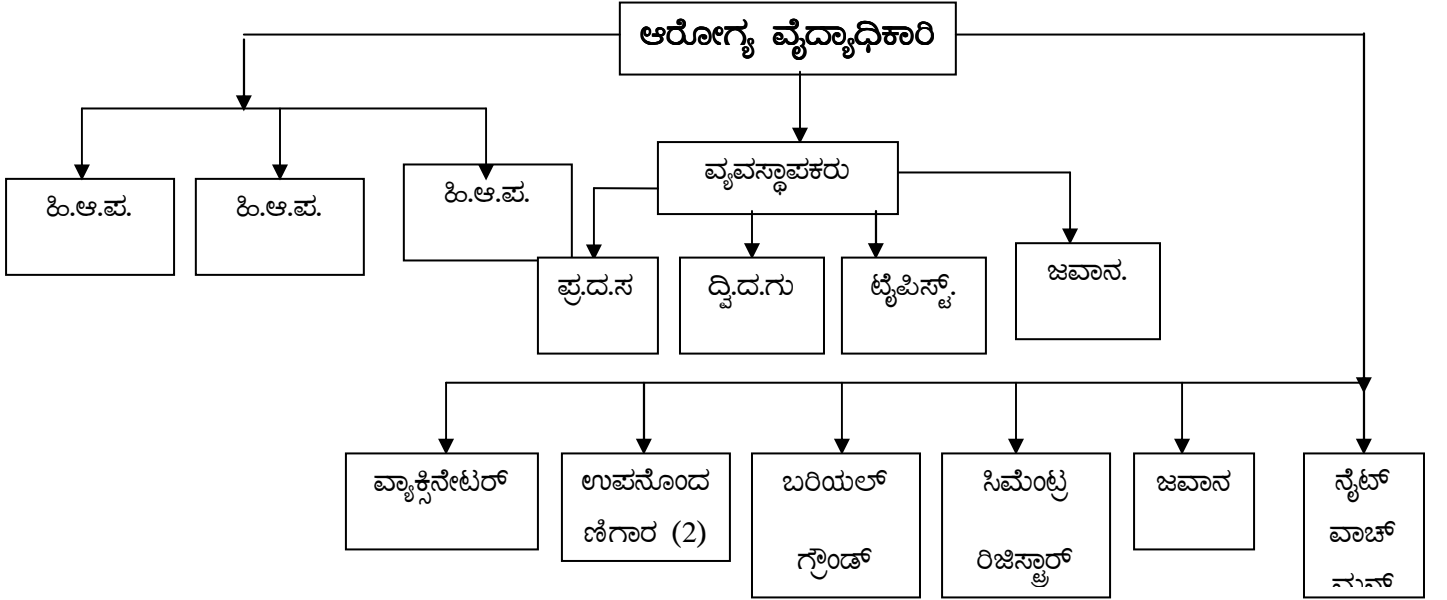 ಆರೋಗ್ಯ ವೈದ್ಯಾಧಿಕಾರಿ
ವ್ಯವಸ್ಥಾಪಕರು
ಹಿ.ಆ.ಪ.
ಹಿ.ಆ.ಪ.
ಹಿ.ಆ.ಪ.
ಪ್ರ.ದ.ಸ
ದ್ವಿ.ದ.ಗು
ಟೈಪಿಸ್ಟ್.
ಜವಾನ.
ವ್ಯಾಕ್ಸಿನೇಟರ್
ಉಪನೊಂದ
ಣಿಗಾರ (2)
ಬರಿಯಲ್
ಗ್ರೌಂಡ್
ಸಿಮೆಂಟ್ರ
ರಿಜಿಸ್ಟ್ರಾರ್
ಜವಾನ
ನೈಟ್
ವಾಚ್